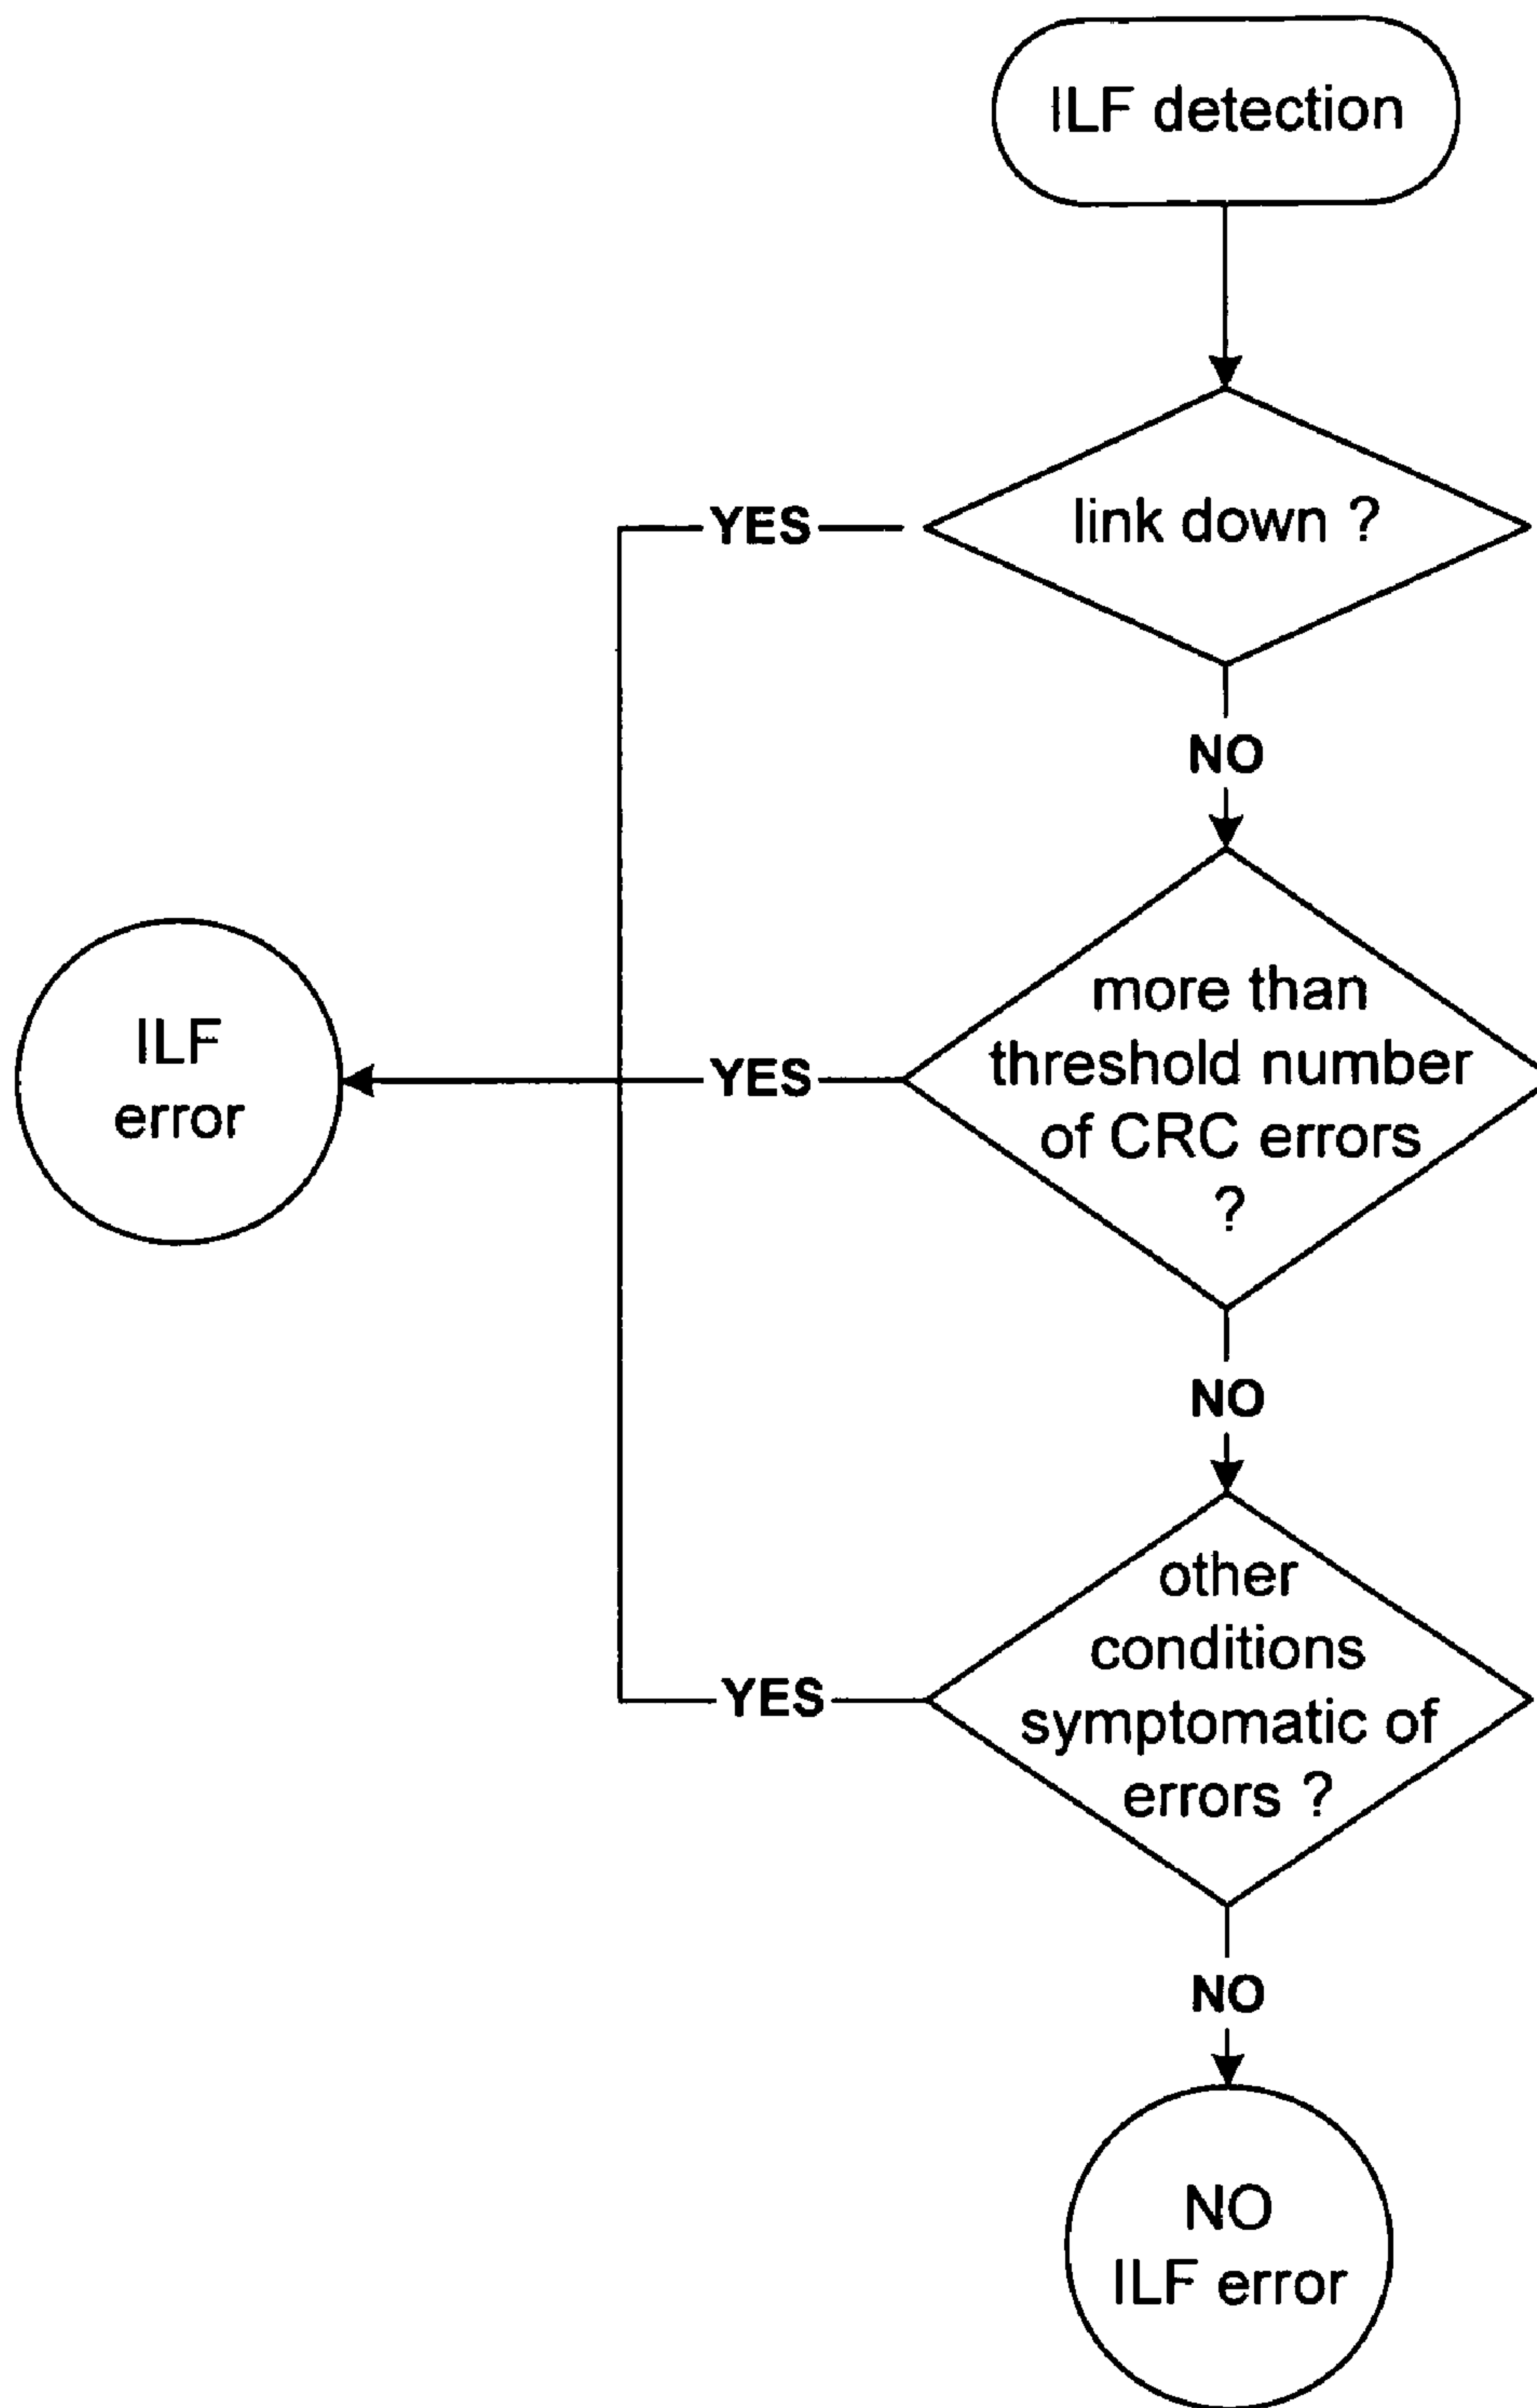 ILF detection
YES
link down ?
NO
ILF
error
YES
more than
threshold number
of CRC errors
?
NO
YES
other
conditions
symptomatic of
errors ?
NO
NO
ILF error